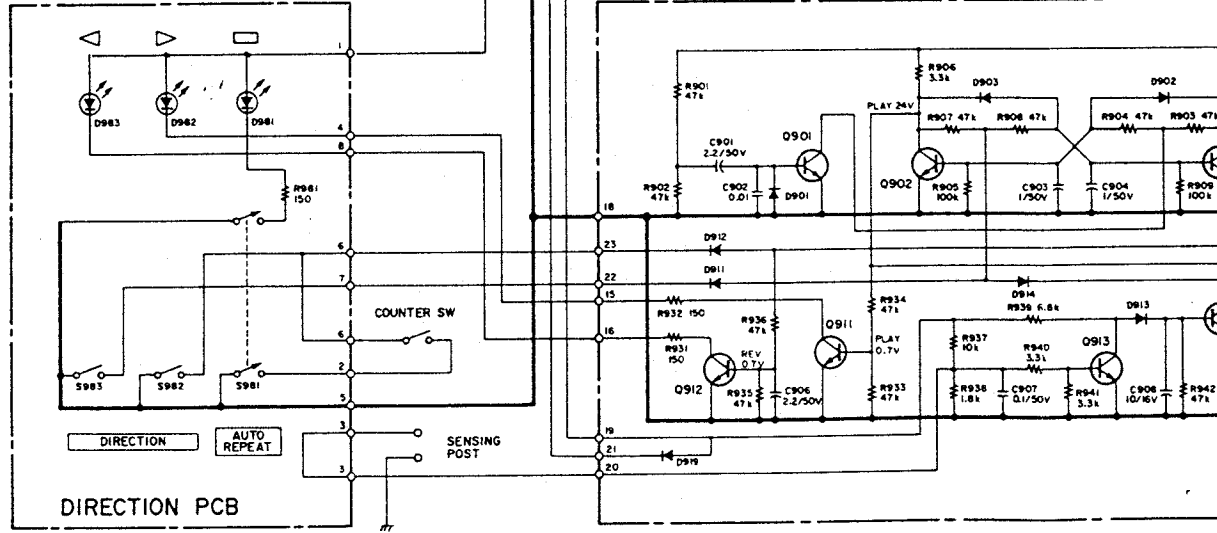 1
D983
D982
D981
4
8
R981
150
6
7
COUNTER SW
6
2
S983
S982
S981
5
3
DIRECTION
AUTO
REPEAT
SENSING
POST
3
DIRECTION PCB
R901
47k
R906
3.3k
D903
D902
PLAY 24V
R907 47k
R908 47k
R904 47k
R903 47k
C901
2.2/50V
Q901
R902
47k
C902
0.01
D901
Q902
R905
100k
C903
1/50V
C904
1/50V
R909
100k
18
23
D912
22
D911
D914
15
R932 150
R934
47k
R939 6.8k
D913
R936
47k
Q911
16
R931
150
REV
0.7V
PLAY
0.7V
R937
10k
R940
3.3k
Q913
Q912
R935
47k
C906
2.2/50V
R933
47k
R938
1.8k
C907
0.1/50V
R941
3.3k
C908
10/16V
R942
47k
19
21
D919
20